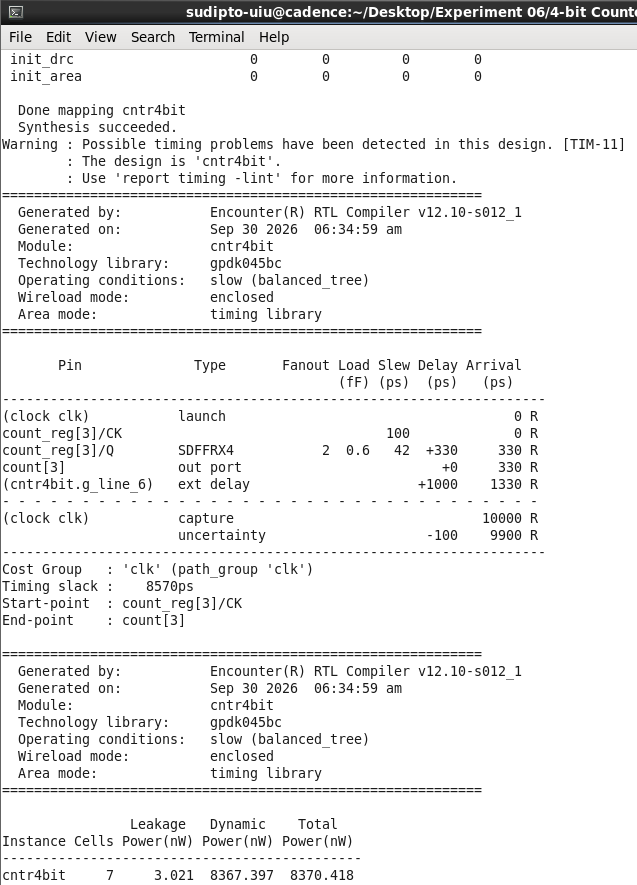 sudipto-uiu@cadence:~/Desktop/Experiment 06/4-bit Counte
File Edit View Search Terminal Help
init_drc                      0        0         0        0
init_area                     0        0         0        0
Done mapping cntr4bit
Synthesis succeeded.
Warning : Possible timing problems have been detected in this design. [TIM-11]
        : The design is 'cntr4bit'.
        : Use 'report timing -lint' for more information.
============================================================
  Generated by:           Encounter(R) RTL Compiler v12.10-s012_1
  Generated on:           Sep 30 2026  06:34:59 am
  Module:                 cntr4bit
  Technology library:     gpdk045bc
  Operating conditions:   slow (balanced_tree)
  Wireload mode:          enclosed
  Area mode:              timing library
============================================================
       Pin              Type       Fanout Load Slew Delay Arrival
                                          (fF) (ps)  (ps)   (ps)
--------------------------------------------------------------------
(clock clk)           launch                                    0 R
count_reg[3]/CK                                 100             0 R
count_reg[3]/Q        SDFFRX4           2  0.6   42  +330     330 R
count[3]              out port                         +0     330 R
(cntr4bit.g_line_6)   ext delay                     +1000    1330 R
- - - - - - - - - - - - - - - - - - - - - - - - - - - - - - - - - -
(clock clk)           capture                               10000 R
                      uncertainty                    -100    9900 R
--------------------------------------------------------------------
Cost Group   : 'clk' (path_group 'clk')
Timing slack :    8570ps
Start-point  : count_reg[3]/CK
End-point    : count[3]
============================================================
  Generated by:           Encounter(R) RTL Compiler v12.10-s012_1
  Generated on:           Sep 30 2026  06:34:59 am
  Module:                 cntr4bit
  Technology library:     gpdk045bc
  Operating conditions:   slow (balanced_tree)
  Wireload mode:          enclosed
  Area mode:              timing library
============================================================
                Leakage   Dynamic    Total
Instance Cells Power(nW) Power(nW) Power(nW)
---------------------------------------------
cntr4bit     7     3.021  8367.397  8370.418